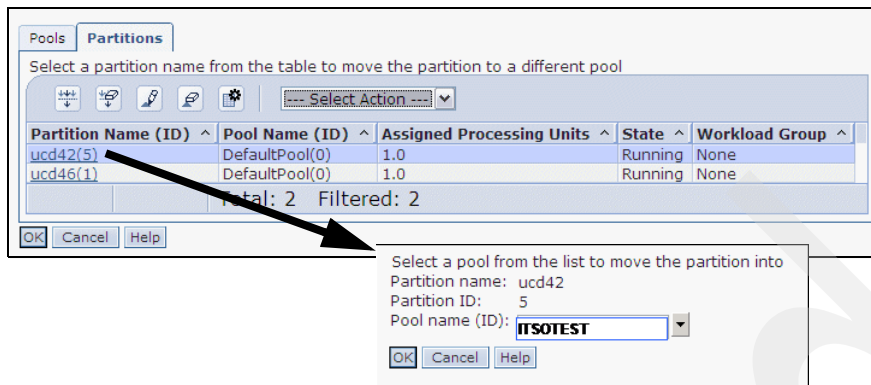 Pools Partitions
Select a partition name from the table to move the partition to a different pool
--- Select Action ---
Partition Name (ID) ^ Pool Name (ID) ^ Assigned Processing Units ^ State ^ Workload Group ^
ucd42(5) DefaultPool(0) 1.0 Running None
ucd46(1) DefaultPool(0) 1.0 Running None
Total: 2 Filtered: 2
OK Cancel Help
Select a pool from the list to move the partition into
Partition name: ucd42
Partition ID: 5
Pool name (ID): ITSOTEST
OK Cancel Help